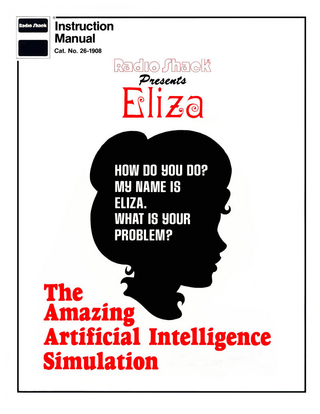 Radio Shack
Instruction
Manual
Cat. No. 26-1908
Radio Shack
Presents
Eliza
HOW DO YOU DO?
MY NAME IS
ELIZA.
WHAT IS YOUR
PROBLEM?
The
Amazing
Artificial Intelligence
Simulation